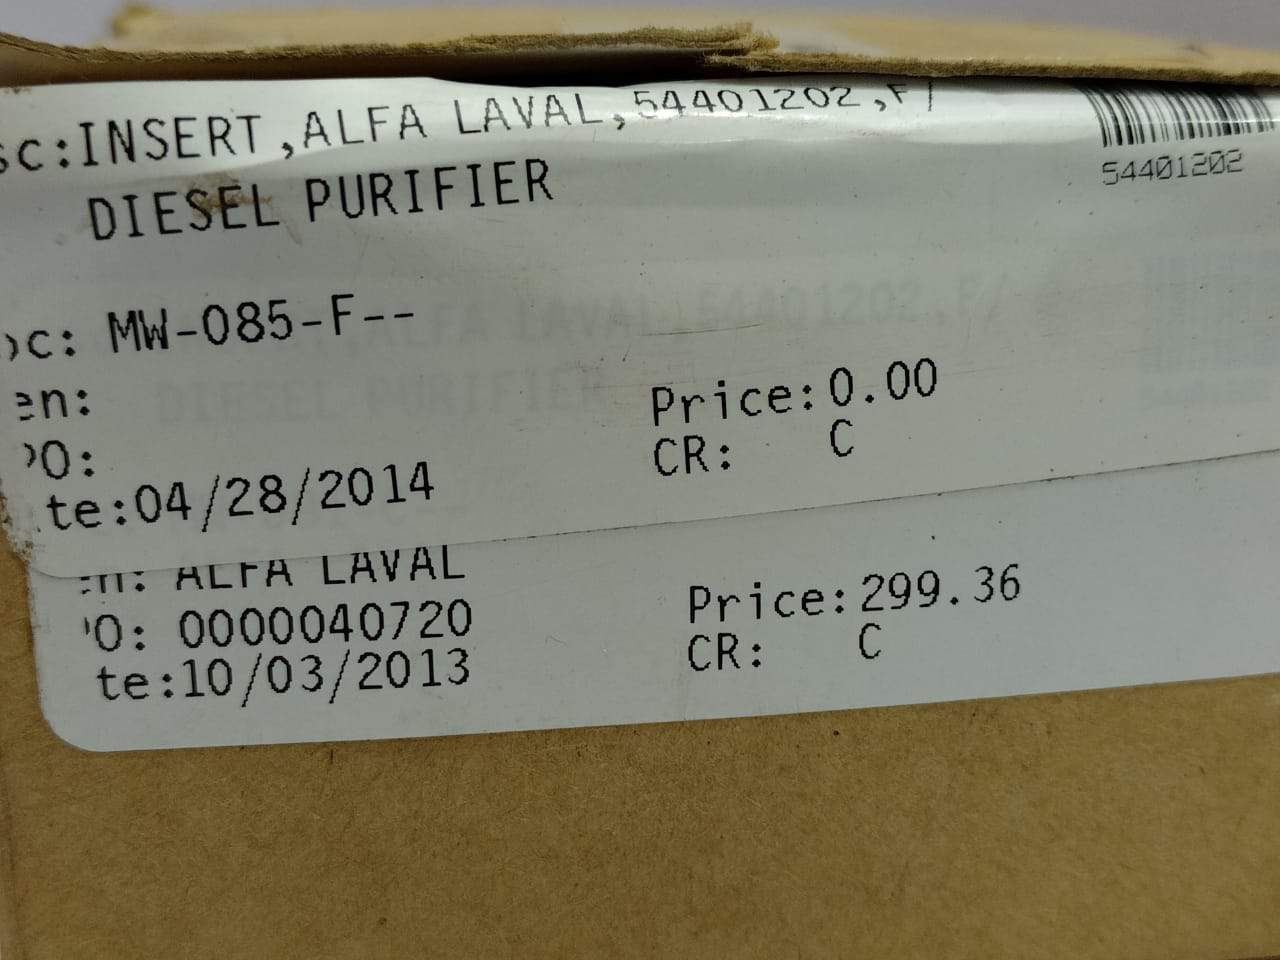 sc:INSERT,ALFA LAVAL,54401202,F/
DIESEL PURIFIER
54401202
oc: MW-085-F--
en:
PO:
Price:0.00
CR: C
te:04/28/2014
en: ALFA LAVAL
PO: 0000040720
Price:299.36
CR: C
te:10/03/2013